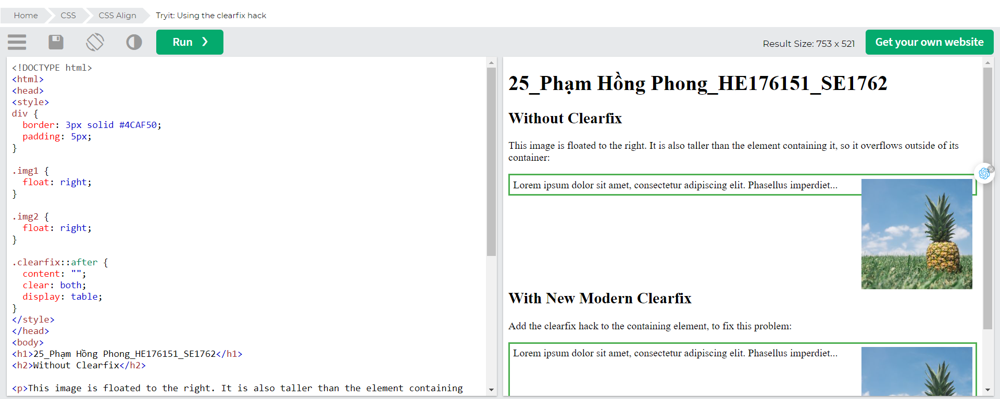 Home CSS CSS Align Tryit: Using the clearfix hack
Run ❯
Result Size: 753 x 521
Get your own website
<!DOCTYPE html>
<html>
<head>
<style>
div {
  border: 3px solid #4CAF50;
  padding: 5px;
}

.img1 {
  float: right;
}

.img2 {
  float: right;
}

.clearfix::after {
  content: "";
  clear: both;
  display: table;
}
</style>
</head>
<body>
<h1>25_Phạm Hồng Phong_HE176151_SE1762</h1>
<h2>Without Clearfix</h2>

<p>This image is floated to the right. It is also taller than the element containing
25_Phạm Hồng Phong_HE176151_SE1762
Without Clearfix
This image is floated to the right. It is also taller than the element containing it, so it overflows outside of its
container:
Lorem ipsum dolor sit amet, consectetur adipiscing elit. Phasellus imperdiet...
With New Modern Clearfix
Add the clearfix hack to the containing element, to fix this problem:
Lorem ipsum dolor sit amet, consectetur adipiscing elit. Phasellus imperdiet...